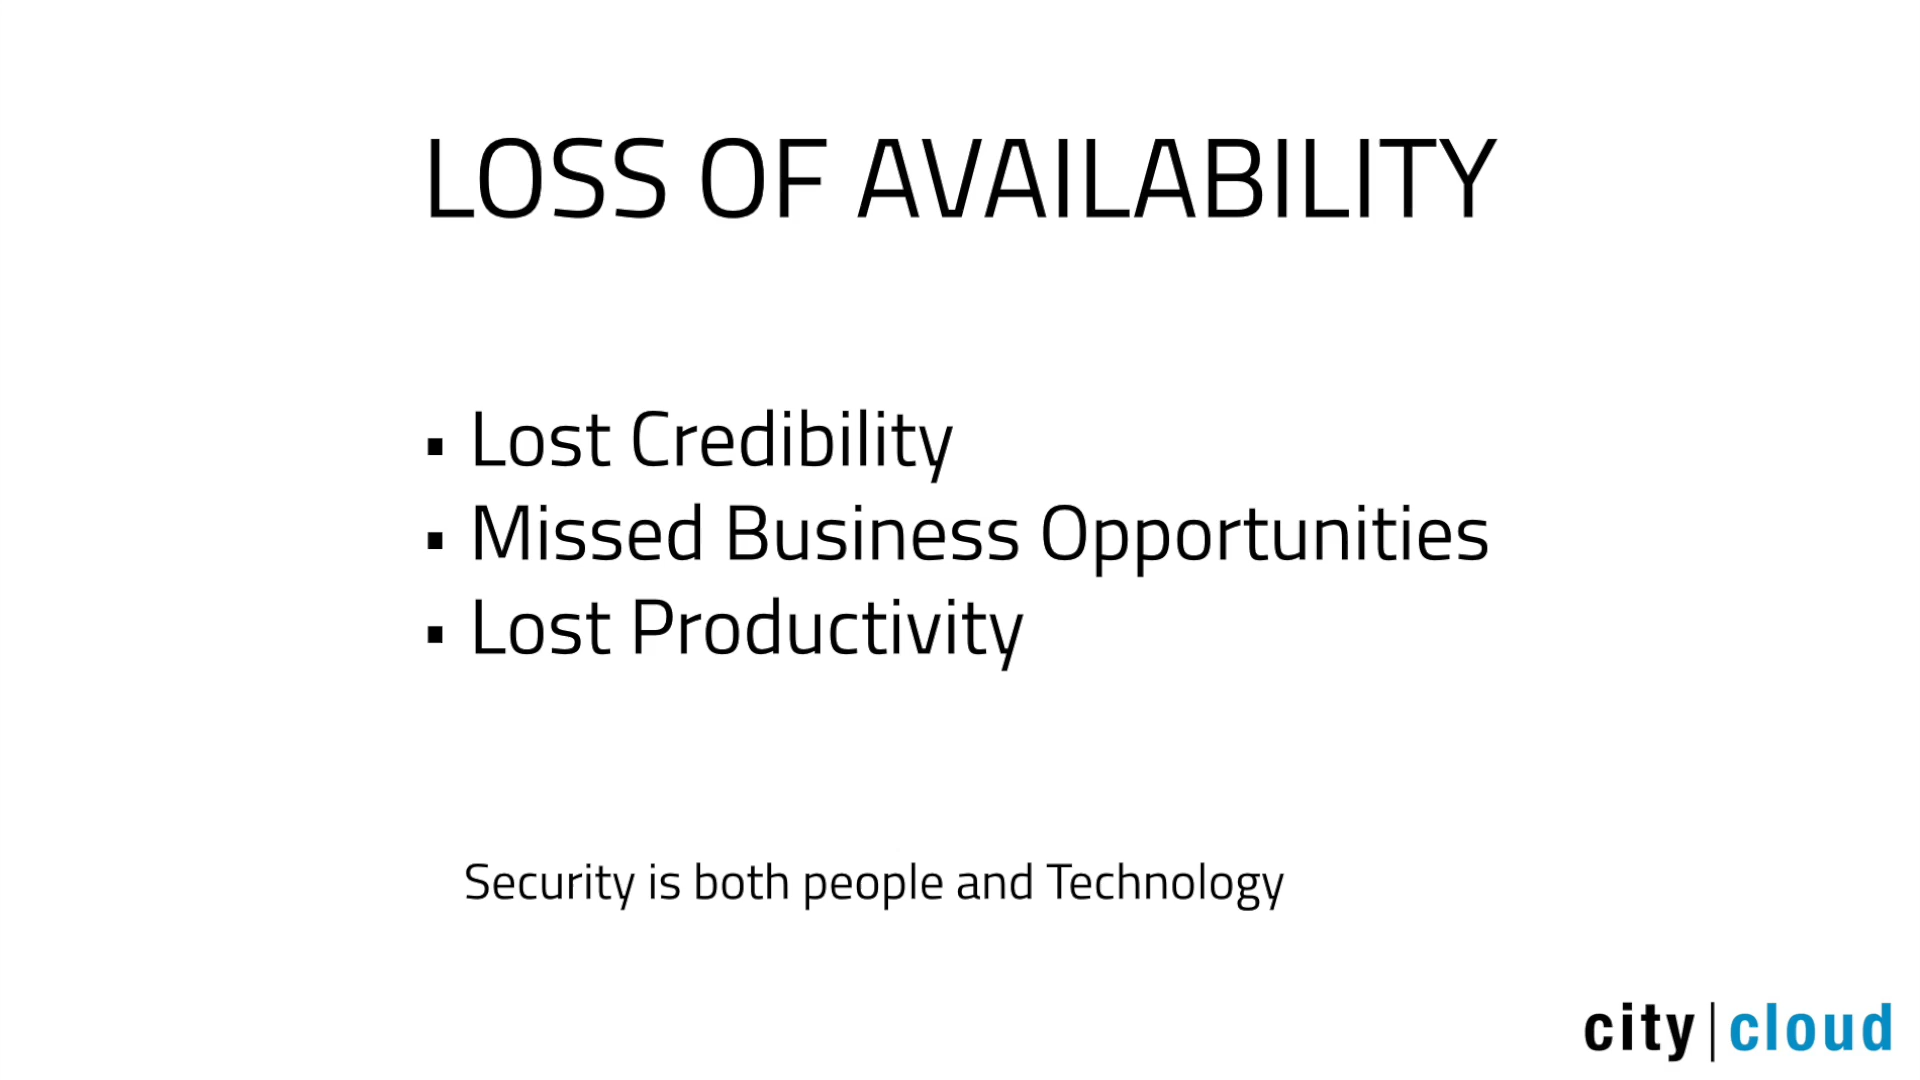 LOSS OF AVAILABILITY
▪ Lost Credibility
▪ Missed Business Opportunities
▪ Lost Productivity
Security is both people and Technology
city|cloud